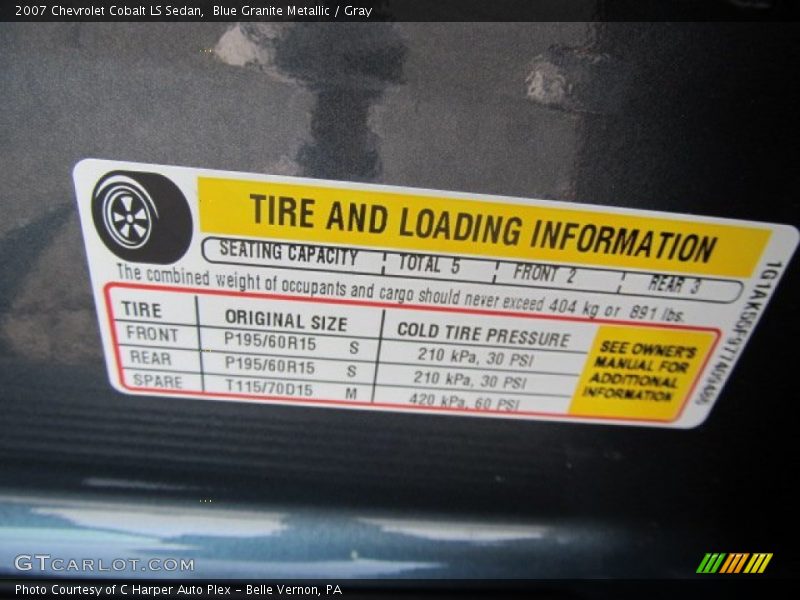 2007 Chevrolet Cobalt LS Sedan, Blue Granite Metallic / Gray
TIRE AND LOADING INFORMATION
SEATING CAPACITY TOTAL 5 FRONT 2 REAR 3
The combined weight of occupants and cargo should never exceed 404 kg or 891 lbs.
TIRE ORIGINAL SIZE COLD TIRE PRESSURE
FRONT P195/60R15 S 210 kPa, 30 PSI
REAR P195/60R15 S 210 kPa, 30 PSI
SPARE T115/70D15 M 420 kPa, 60 PSI
SEE OWNER'S
MANUAL FOR
ADDITIONAL
INFORMATION
GTCARLOT.COM
Photo Courtesy of C Harper Auto Plex - Belle Vernon, PA